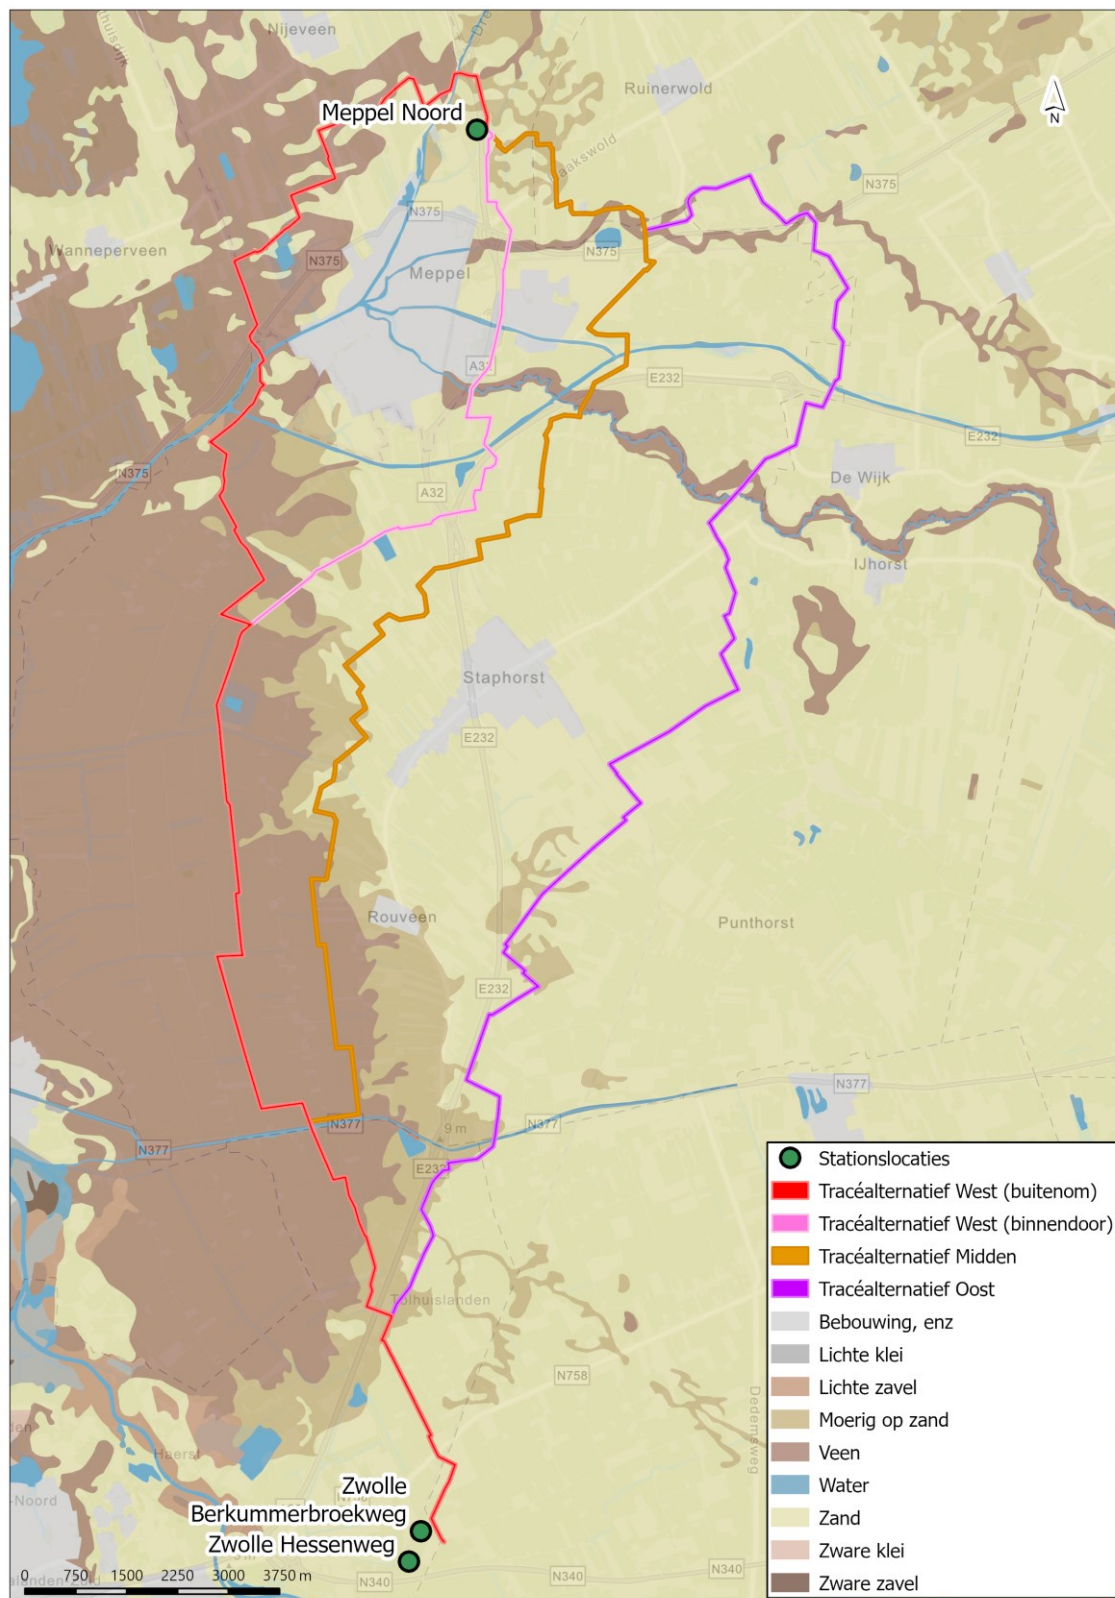 Nijeveen
Meppel Noord
Ruinerwold
N
N375
N375
Wanneperveen
N375
N375
Meppel
A32
E232
E232
N375
A32
De Wijk
IJhorst
Staphorst
E232
Rouveen
Punthorst
E232
N377
N377
N377
N377
9 m
E232
Tolhuislanden
N758
Dedemsweg
Haerst
-Noord
Zwolle
Berkummerbroekweg
Zwolle Hessenweg
N340
N340
N340
0 750 1500 2250 3000 3750 m
Stationslocaties
Tracéalternatief West (buitenom)
Tracéalternatief West (binnendoor)
Tracéalternatief Midden
Tracéalternatief Oost
Bebouwing, enz
Lichte klei
Lichte zavel
Moerig op zand
Veen
Water
Zand
Zware klei
Zware zavel